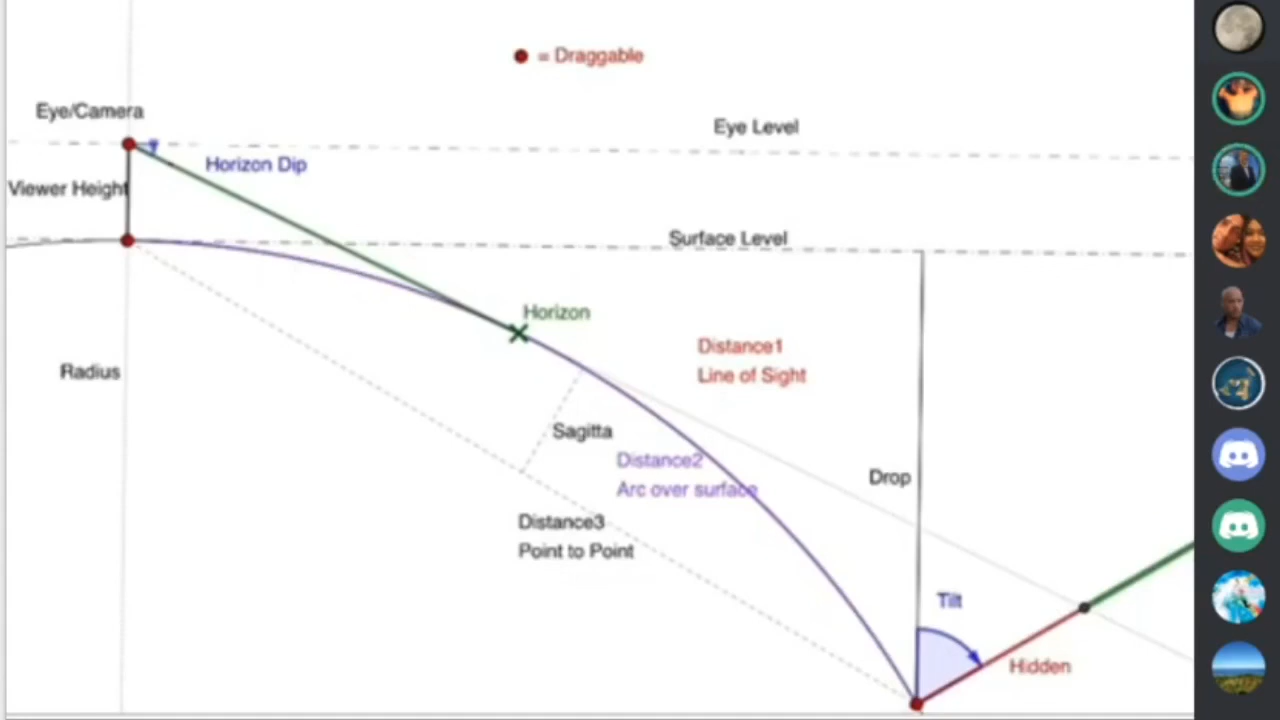 = Draggable
Eye/Camera
Eye Level
Horizon Dip
Viewer Height
Surface Level
Horizon
Distance1
Line of Sight
Radius
Sagitta
Distance2
Arc over surface
Drop
Distance3
Point to Point
Tilt
Hidden